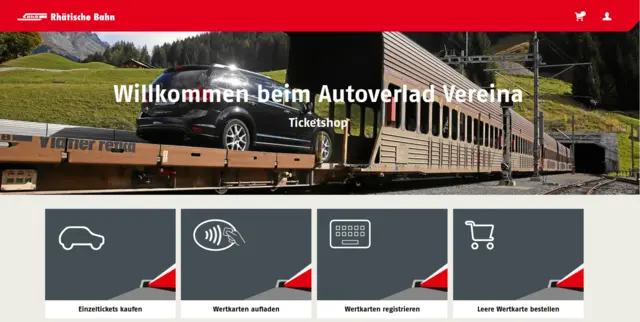 Rhätische Bahn
Willkommen beim Autoverlad Vereina
Ticketshop
Einzeltickets kaufen
Wertkarten aufladen
Wertkarten registrieren
Leere Wertkarte bestellen